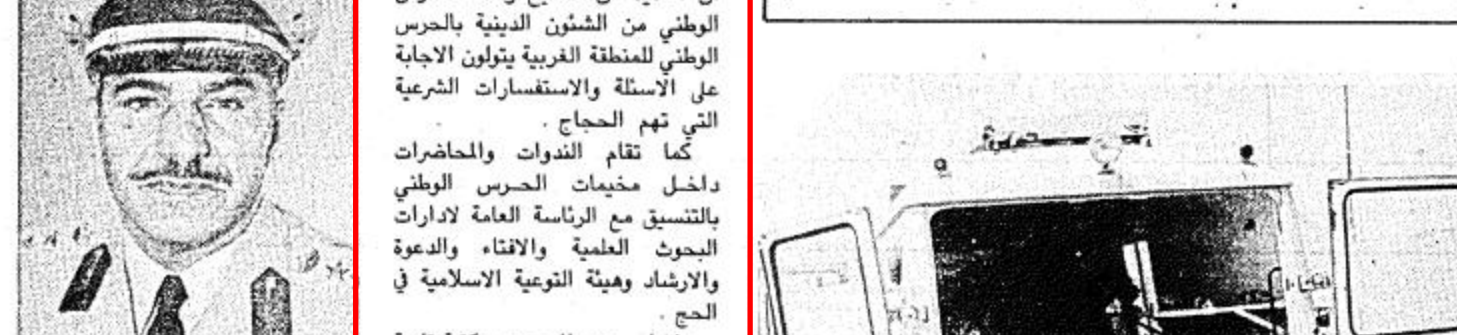 الوطني من الشئون الدينية بالحرس
الوطني للمنطقة الغربية يتولون الاجابة
على الاسئلة والاستفسارات الشرعية
التي تهم الحجاج .
كما تقام الندوات والمحاضرات
داخل مخيمات الحرس الوطني
بالتنسيق مع الرئاسة العامة لادارات
البحوث العلمية والافتاء والدعوة
والارشاد وهيئة التوعية الاسلامية في
الحج .